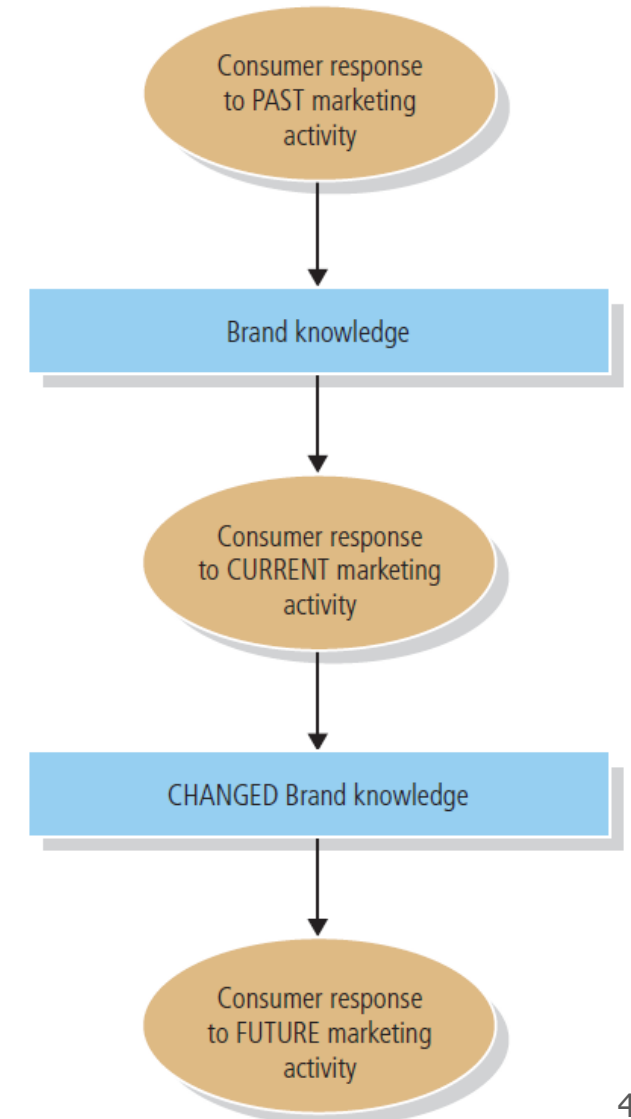 Consumer response
to PAST marketing
activity
Brand knowledge
Consumer response
to CURRENT marketing
activity
CHANGED Brand knowledge
Consumer response
to FUTURE marketing
activity
4